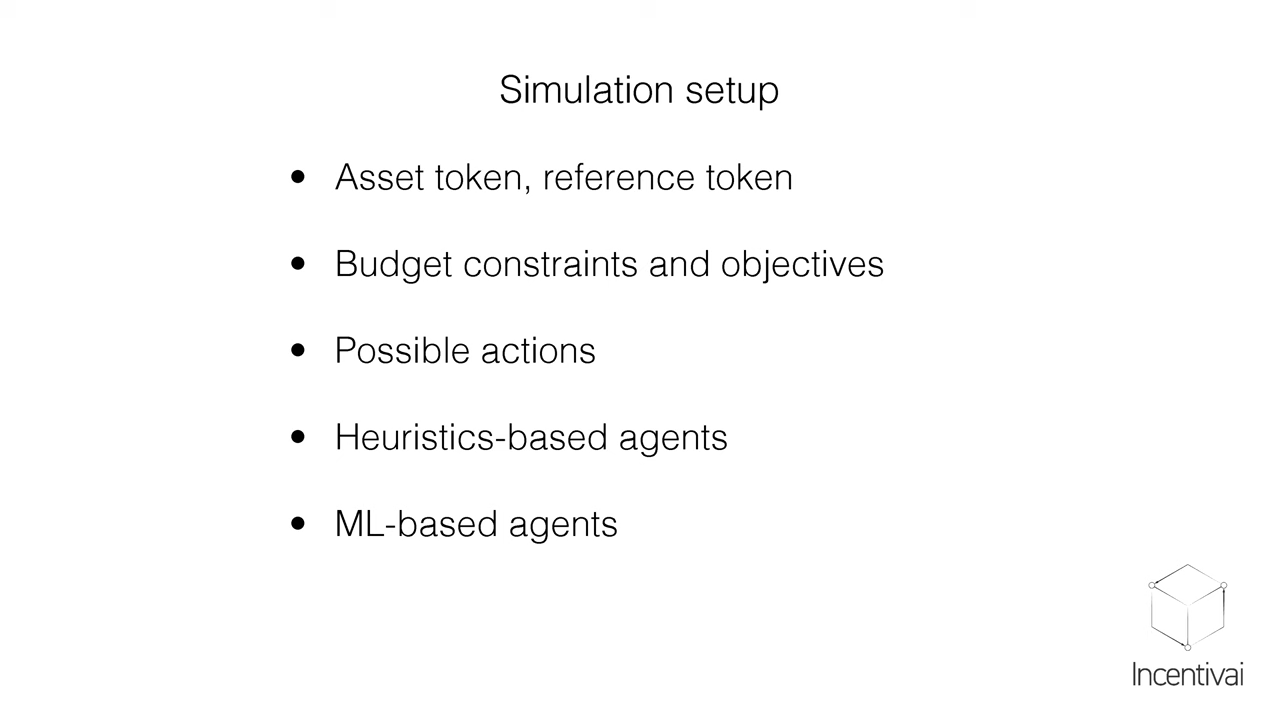 Simulation setup
• Asset token, reference token
• Budget constraints and objectives
• Possible actions
• Heuristics-based agents
• ML-based agents
Incentivai